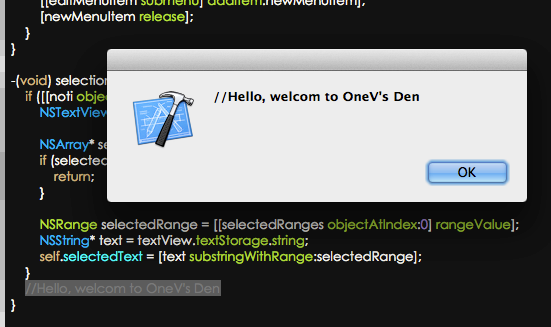 [[editMenuItem submenu] addItem:newMenuItem];
[newMenuItem release];
}
}
-(void) selection
if ([[noti obje
NSTextView
NSArray* se
if (selected
return;
}
//Hello, welcom to OneV's Den
OK
NSRange selectedRange = [[selectedRanges objectAtIndex:0] rangeValue];
NSString* text = textView.textStorage.string;
self.selectedText = [text substringWithRange:selectedRange];
}
//Hello, welcom to OneV's Den
}